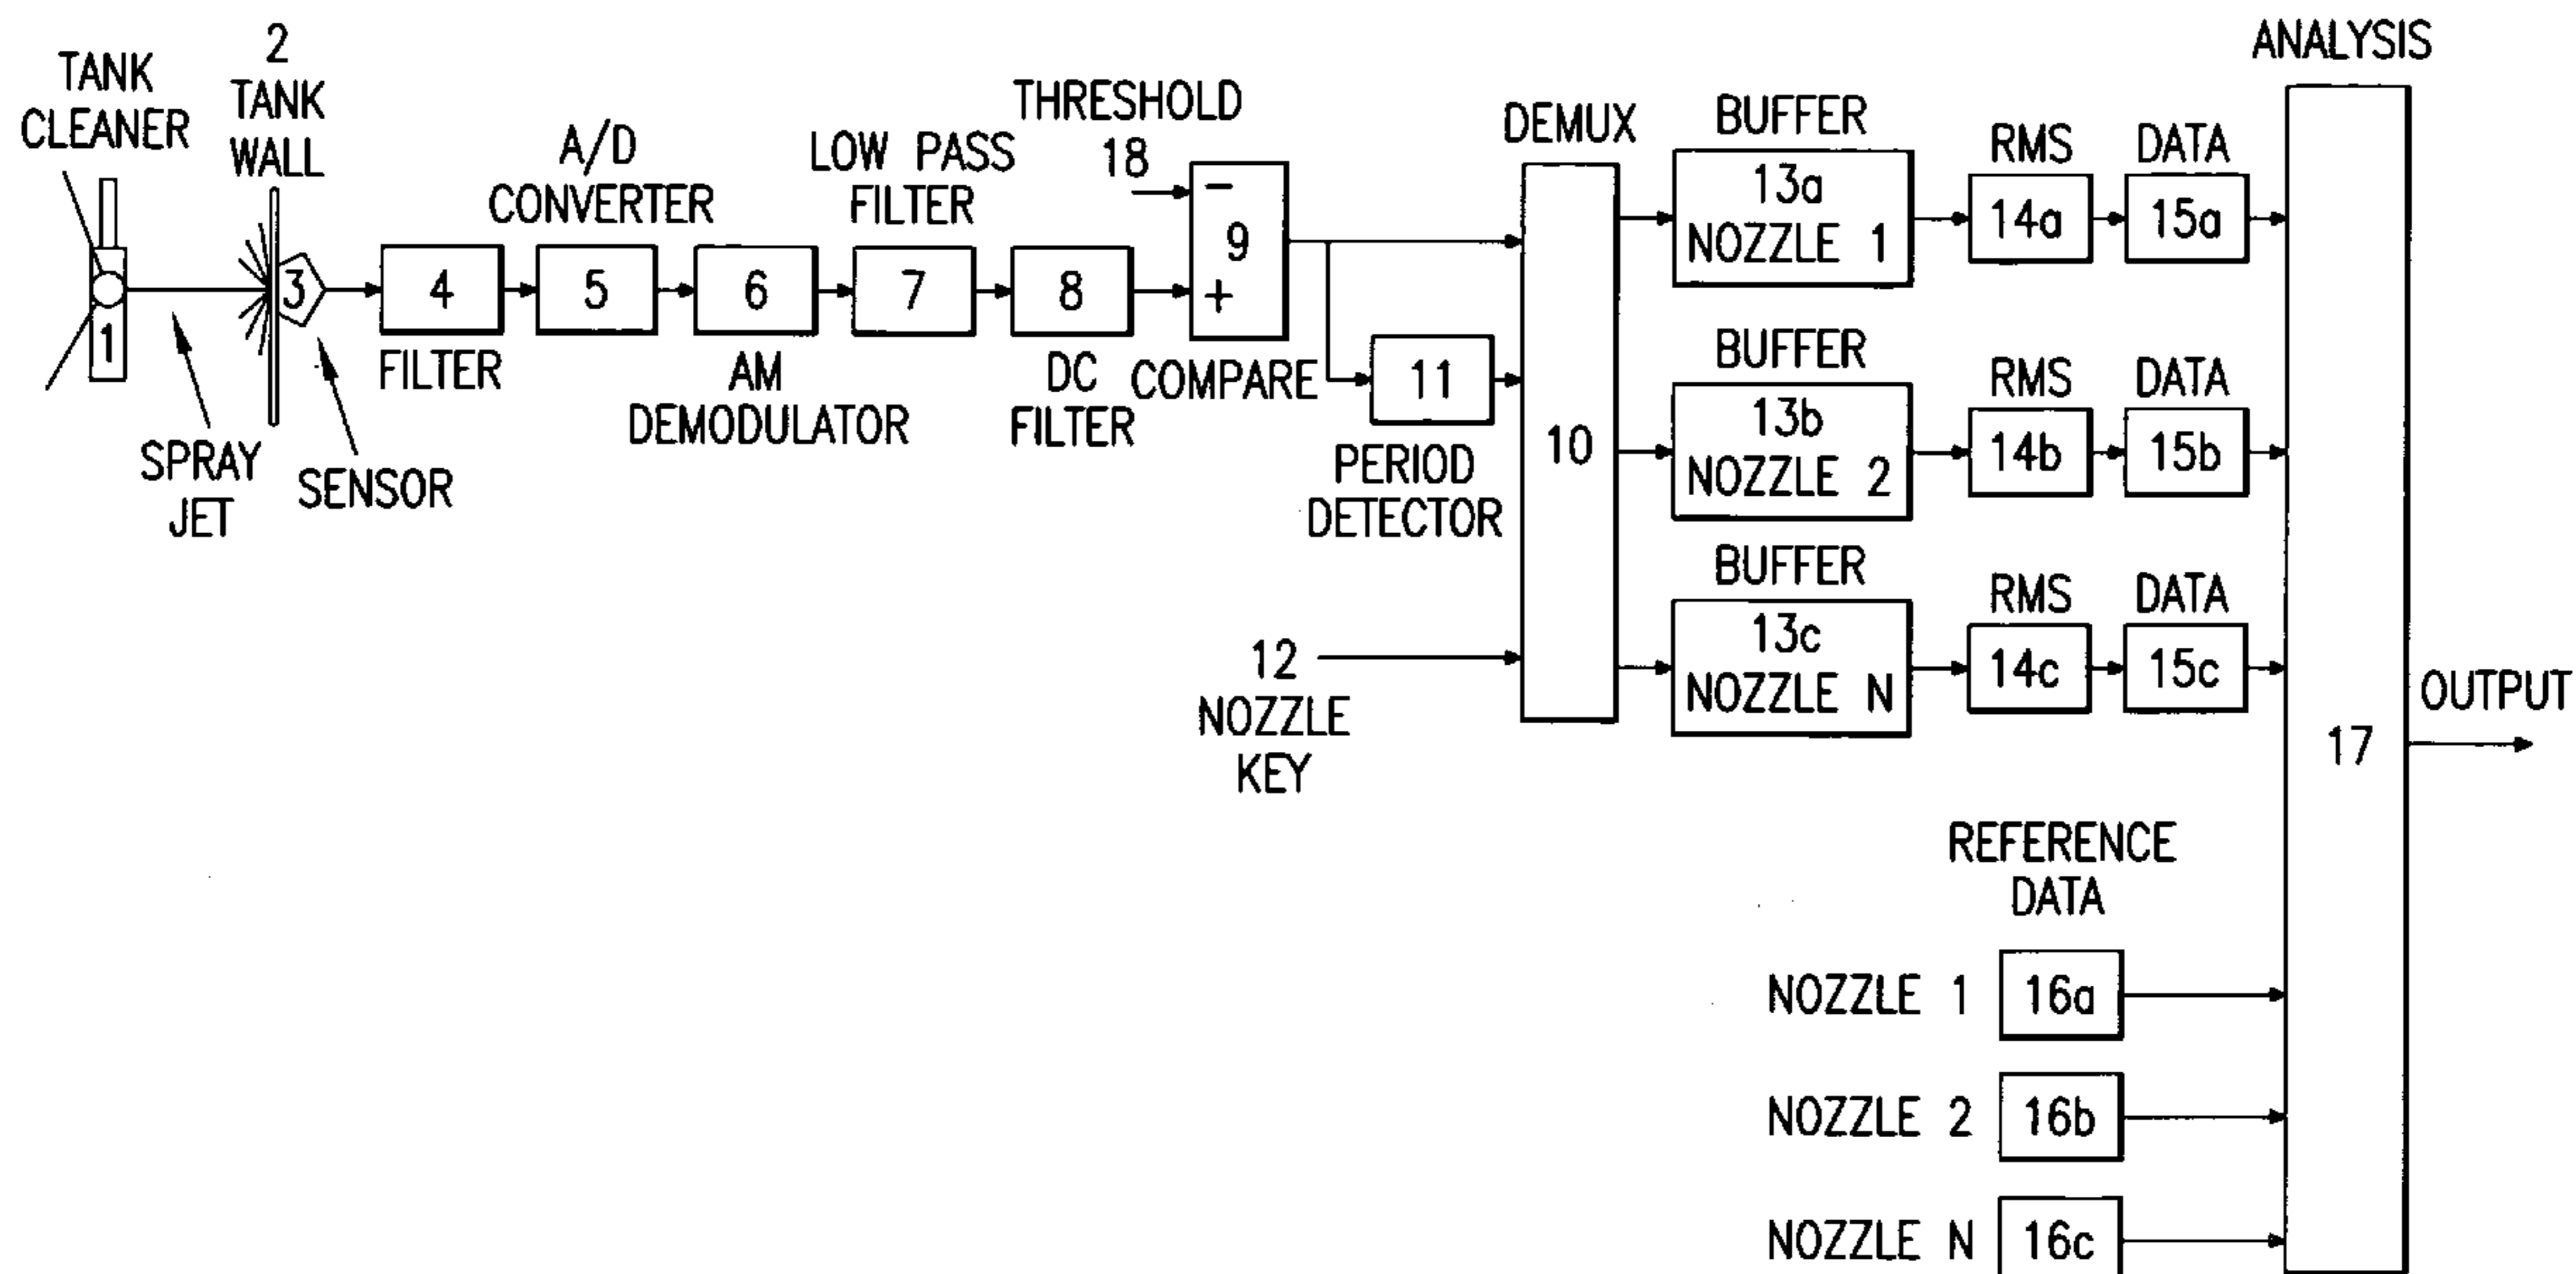 TANK
CLEANER
1
SPRAY
JET
2
TANK
WALL
3
SENSOR
4
FILTER
A/D
CONVERTER
5
6
AM
DEMODULATOR
LOW PASS
FILTER
7
8
DC
FILTER
THRESHOLD
18
−
9
+
COMPARE
11
PERIOD
DETECTOR
12
NOZZLE
KEY
DEMUX
10
BUFFER
13a
NOZZLE 1
RMS
14a
DATA
15a
BUFFER
13b
NOZZLE 2
RMS
14b
DATA
15b
BUFFER
13c
NOZZLE N
RMS
14c
DATA
15c
REFERENCE
DATA
NOZZLE 1 16a
NOZZLE 2 16b
NOZZLE N 16c
ANALYSIS
17
OUTPUT